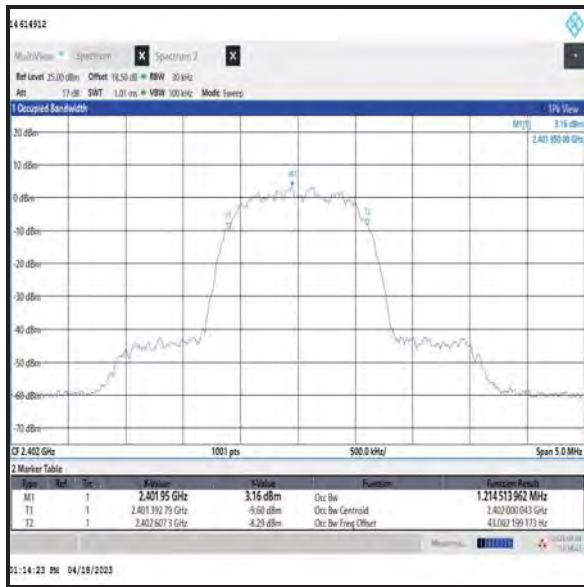 14 614912
MultiView Spectrum X Spectrum 2 X
Ref Level 25.00 dBm Offset 18.50 dB RBW 30 kHz
Att 17 dB SWT 1.01 ms VBW 100 kHz Mode Sweep
1 Occupied Bandwidth 1Pk View
M1[1] 3.16 dBm
2.401 950 00 GHz
20 dBm
10 dBm
M1
0 dBm
T1 T2
-10 dBm
-20 dBm
-30 dBm
-40 dBm
-50 dBm
-60 dBm
-70 dBm
CF 2.402 GHz 1001 pts 500.0 kHz/ Span 5.0 MHz
2 Marker Table
Type Ref Trc X-Value Y-Value Function Function Result
M1 1 2.401 95 GHz 3.16 dBm Occ Bw 1.214 513 962 MHz
T1 1 2.401 392 79 GHz -9.60 dBm Occ Bw Centroid 2.402 000 043 GHz
T2 1 2.402 607 3 GHz -8.29 dBm Occ Bw Freq Offset 43.002 199 173 Hz
01:14:23 PM 04/18/2023